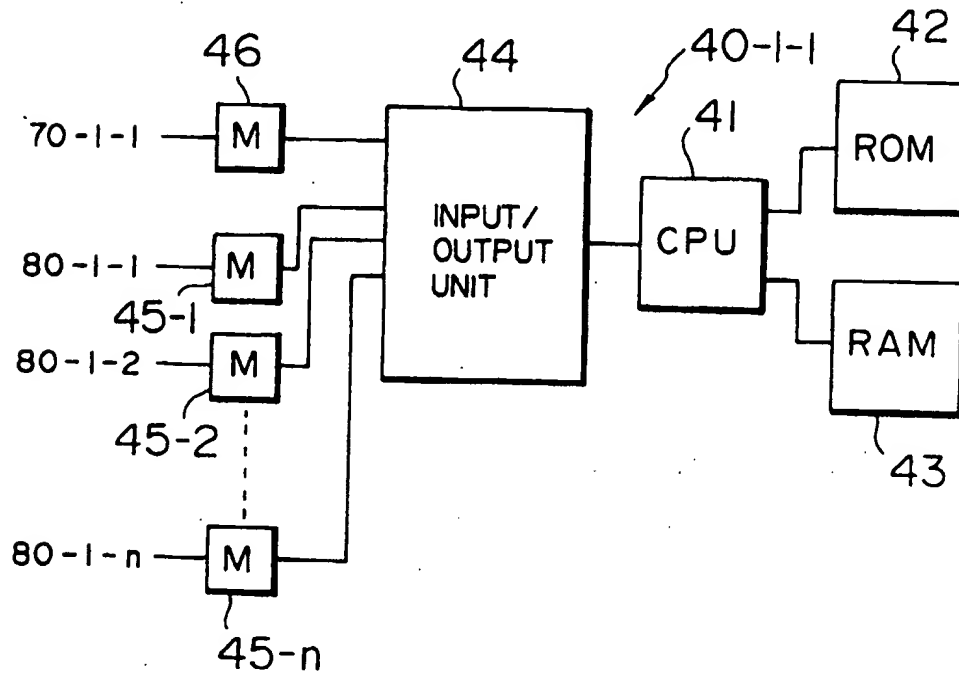 46
44
40-1-1
42
70-1-1
M
41
ROM
INPUT/
OUTPUT
UNIT
CPU
80-1-1
M
45-1
80-1-2
M
RAM
45-2
43
80-1-n
M
45-n